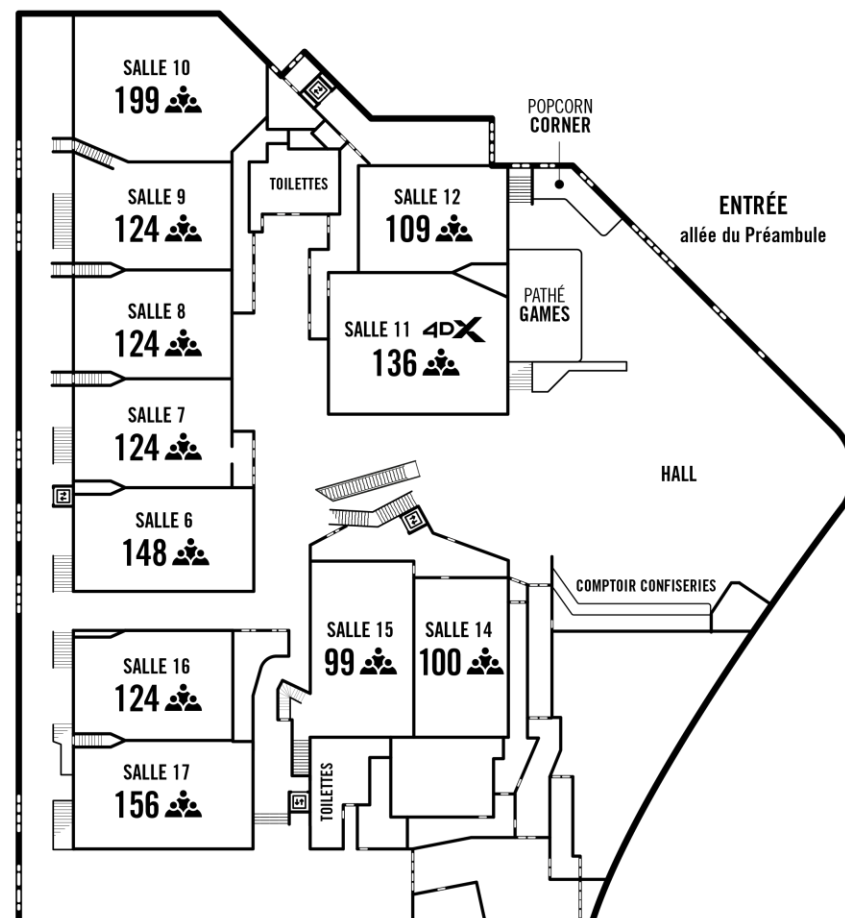 SALLE 10
199
POPCORN
CORNER
TOILETTES
SALLE 9
124
SALLE 12
109
ENTRÉE
allée du Préambule
SALLE 8
124
PATHÉ
GAMES
SALLE 11 4DX
136
SALLE 7
124
HALL
SALLE 6
148
COMPTOIR CONFISERIES
SALLE 15
99
SALLE 14
100
SALLE 16
124
SALLE 17
156
TOILETTES